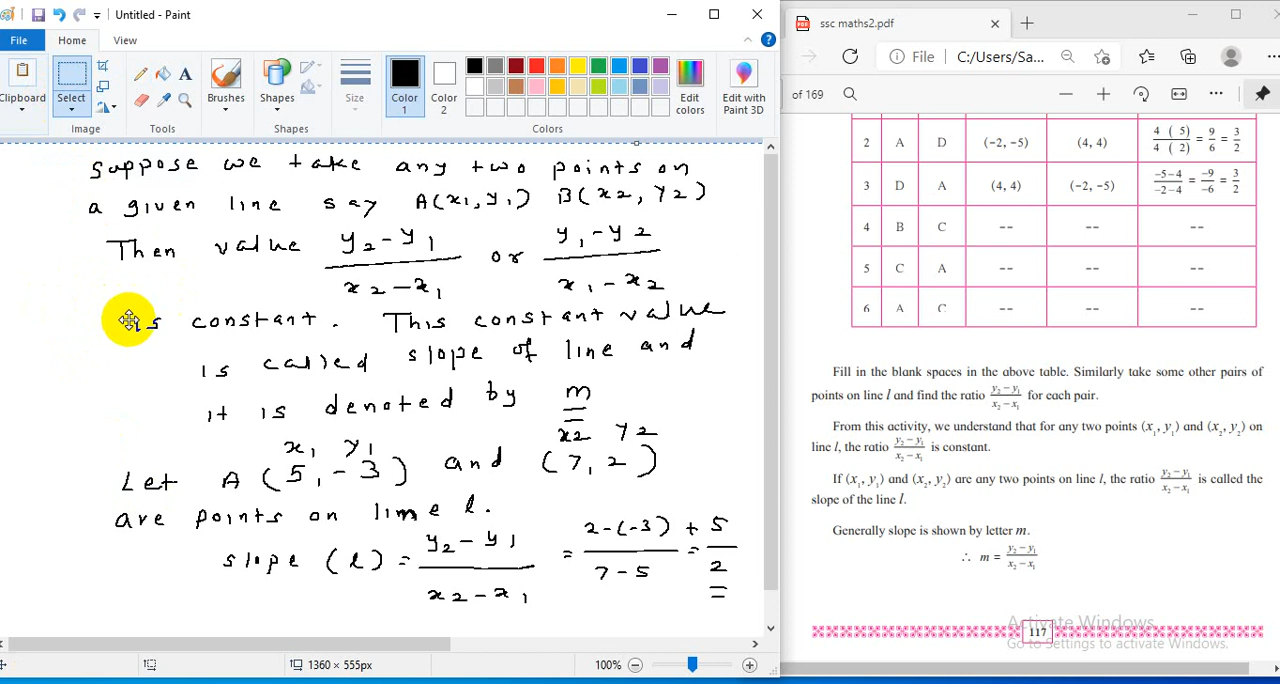 Untitled - Paint
File
Home
View
Clipboard
Select
Image
Tools
Brushes
Shapes
Shapes
Size
Color 1
Color 2
Edit colors
Colors
Edit with Paint 3D
Suppose we take any two points on
a given line say A(x1, y1) B(x2, y2)
Then value y2-y1 / x2-x1 or y1-y2 / x1-x2
is constant. This constant value
is called slope of line and
it is denoted by m
x1 y1 x2 y2
Let A (5, -3) and (7, 2)
are points on lime l.
slope (l) = y2-y1 / x2-x1 = 2-(-3) / 7-5 = +5 / 2
1360 × 555px
100%
ssc maths2.pdf
File
C:/Users/Sa...
of 169
2 A D (-2, -5) (4, 4) 4 ( 5) / 4 ( 2) = 9/6 = 3/2
3 D A (4, 4) (-2, -5) -5-4 / -2-4 = -9/-6 = 3/2
4 B C -- -- --
5 C A -- -- --
6 A C -- -- --
Fill in the blank spaces in the above table. Similarly take some other pairs of
points on line l and find the ratio y2-y1 / x2-x1 for each pair.
From this activity, we understand that for any two points (x1, y1) and (x2, y2) on
line l, the ratio y2-y1 / x2-x1 is constant.
If (x1, y1) and (x2, y2) are any two points on line l, the ratio y2-y1 / x2-x1 is called the
slope of the line l.
Generally slope is shown by letter m.
∴ m = y2-y1 / x2-x1
Activate Windows
Go to Settings to activate Windows.
117